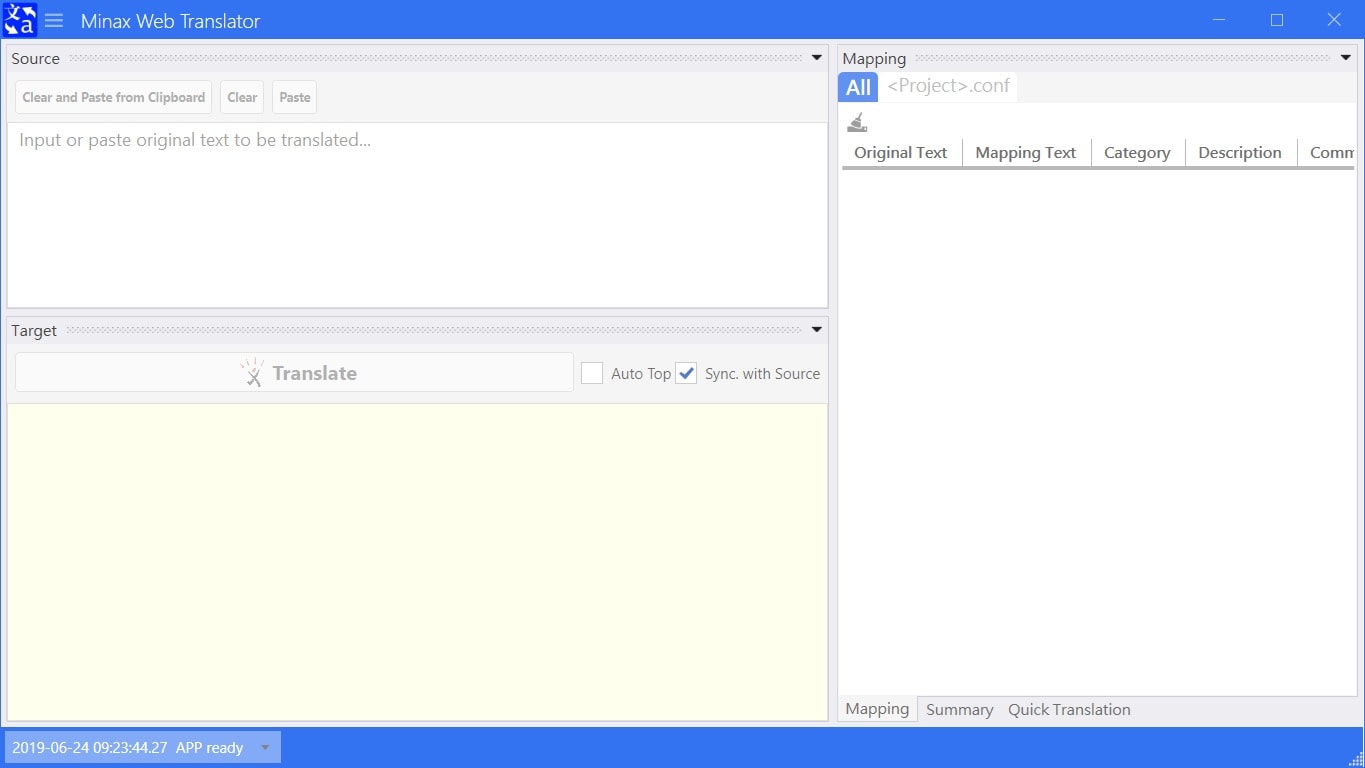 Minax Web Translator
Source
Clear and Paste from Clipboard Clear Paste
Input or paste original text to be translated...
Target
Translate Auto Top Sync. with Source
Mapping
All <Project>.conf
Original Text Mapping Text Category Description Comm
Mapping Summary Quick Translation
2019-06-24 09:23:44.27 APP ready